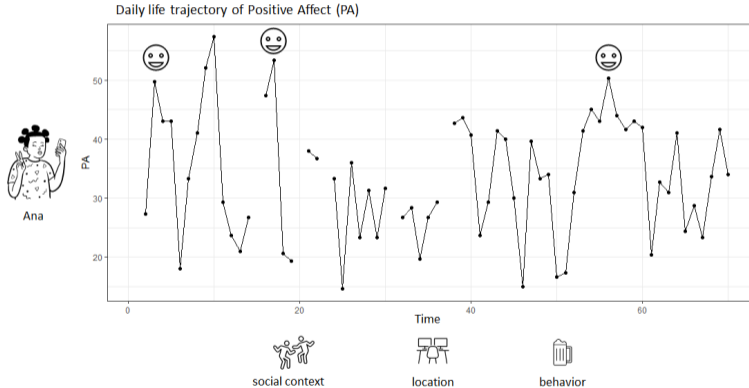 Daily life trajectory of Positive Affect (PA)
50
40
30
20
PA
Ana
0
20
40
60
Time
social context
location
behavior